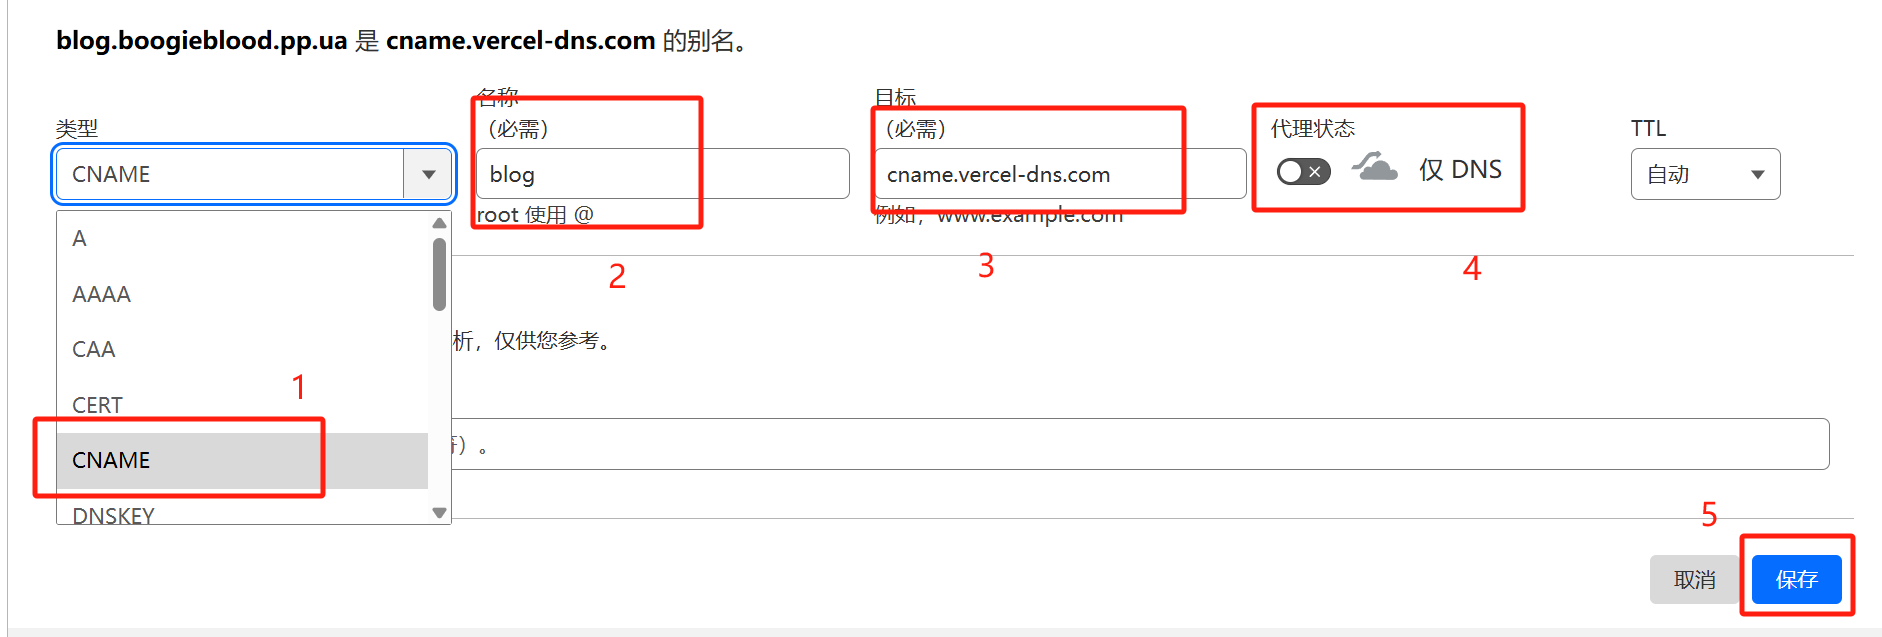 blog.boogieblood.pp.ua 是 cname.vercel-dns.com 的别名。
类型
CNAME
A
AAAA
CAA
CERT
CNAME
DNSKEY
1
名称
（必需）
blog
root 使用 @
2
目标
（必需）
cname.vercel-dns.com
例如，www.example.com
3
代理状态
仅 DNS
4
TTL
自动
析，仅供您参考。
）。
5
取消
保存